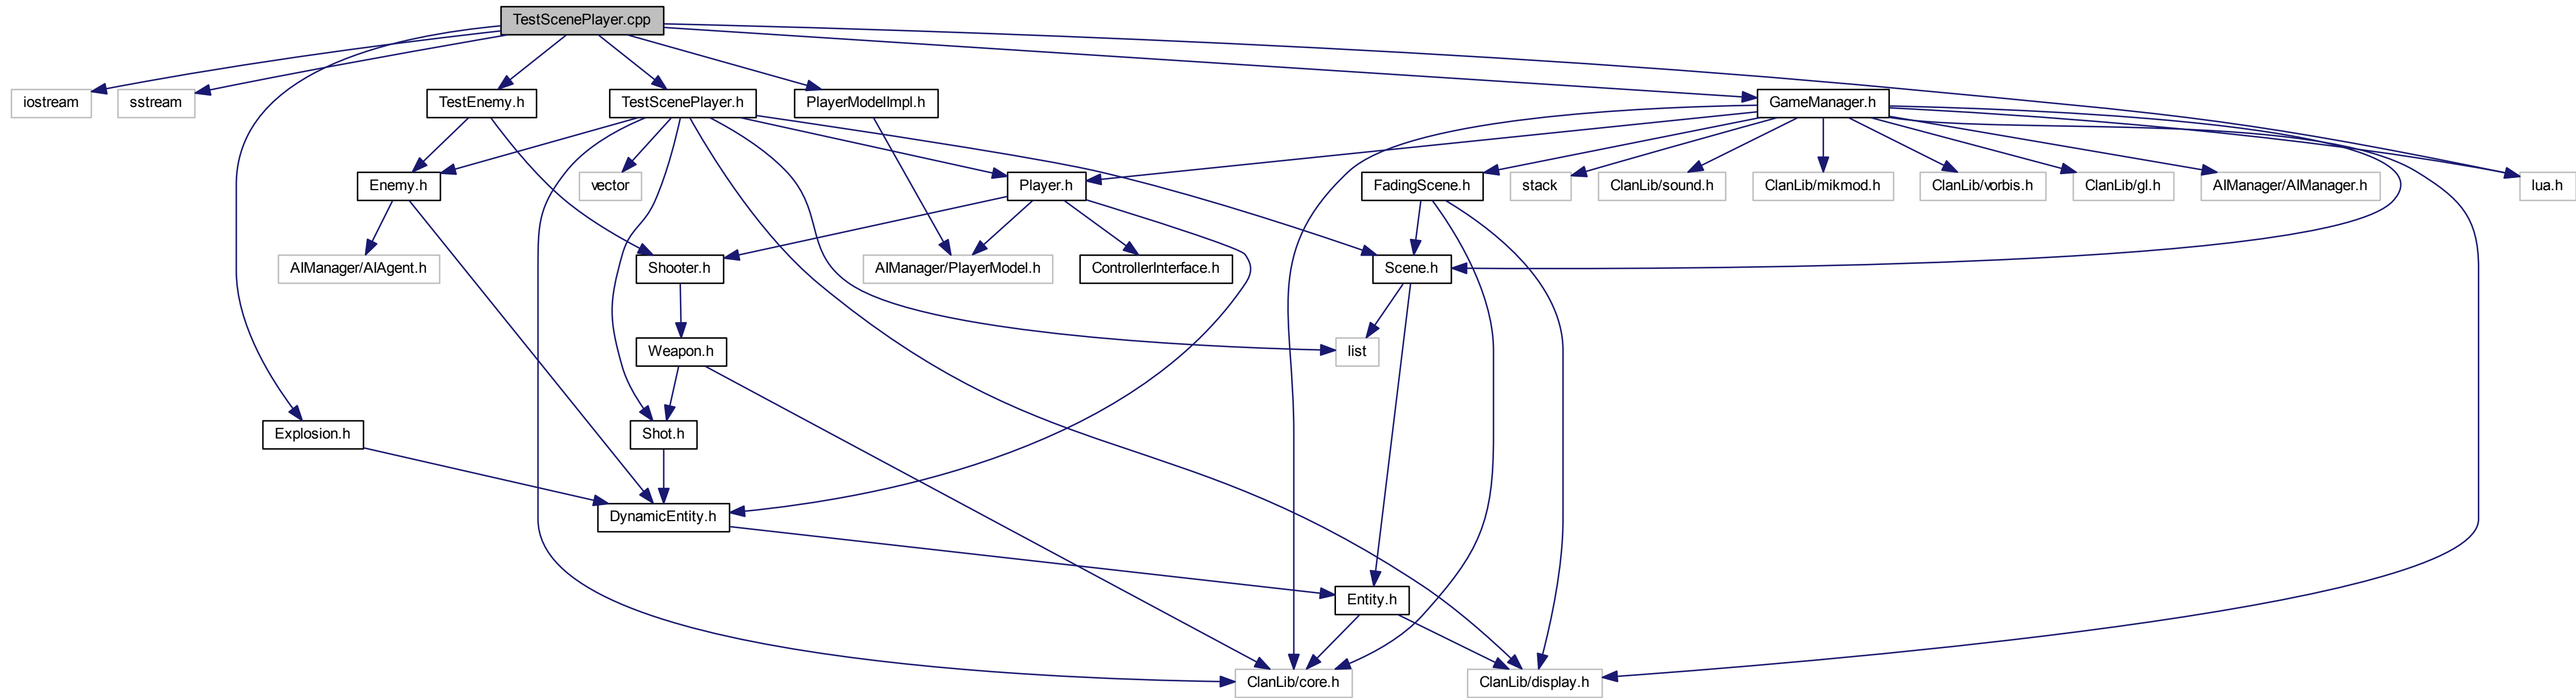 TestScenePlayer.cpp
iostream
sstream
TestEnemy.h
TestScenePlayer.h
PlayerModelImpl.h
GameManager.h
Enemy.h
vector
Player.h
FadingScene.h
stack
ClanLib/sound.h
ClanLib/mikmod.h
ClanLib/vorbis.h
ClanLib/gl.h
AIManager/AIManager.h
lua.h
AIManager/AIAgent.h
Shooter.h
AIManager/PlayerModel.h
ControllerInterface.h
Scene.h
Weapon.h
list
Explosion.h
Shot.h
DynamicEntity.h
Entity.h
ClanLib/core.h
ClanLib/display.h